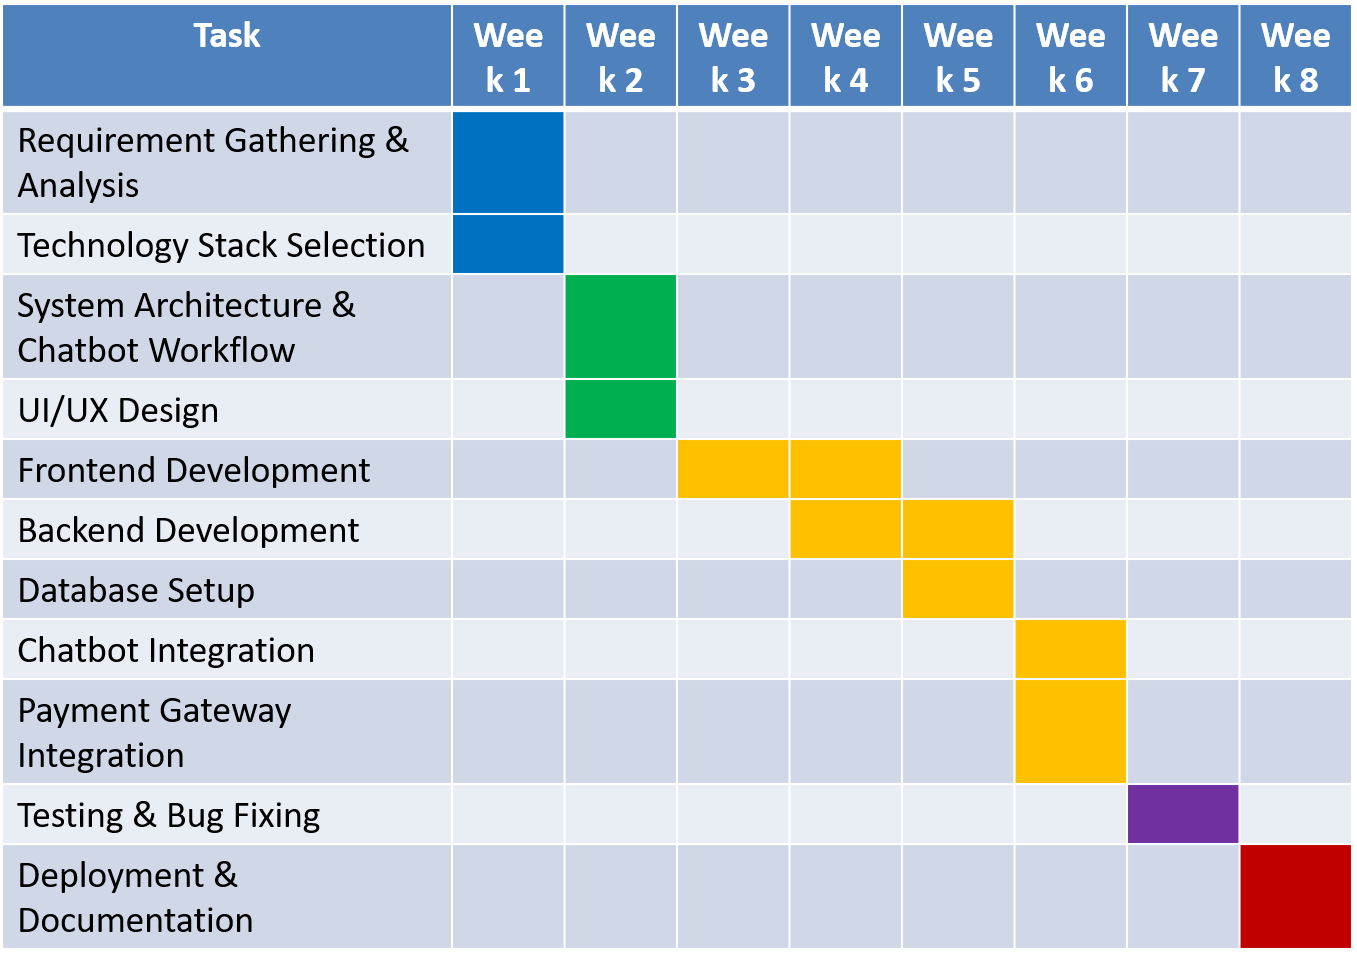 Task
Wee
k 1
Wee
k 2
Wee
k 3
Wee
k 4
Wee
k 5
Wee
k 6
Wee
k 7
Wee
k 8
Requirement Gathering &
Analysis
Technology Stack Selection
System Architecture &
Chatbot Workflow
UI/UX Design
Frontend Development
Backend Development
Database Setup
Chatbot Integration
Payment Gateway
Integration
Testing & Bug Fixing
Deployment &
Documentation